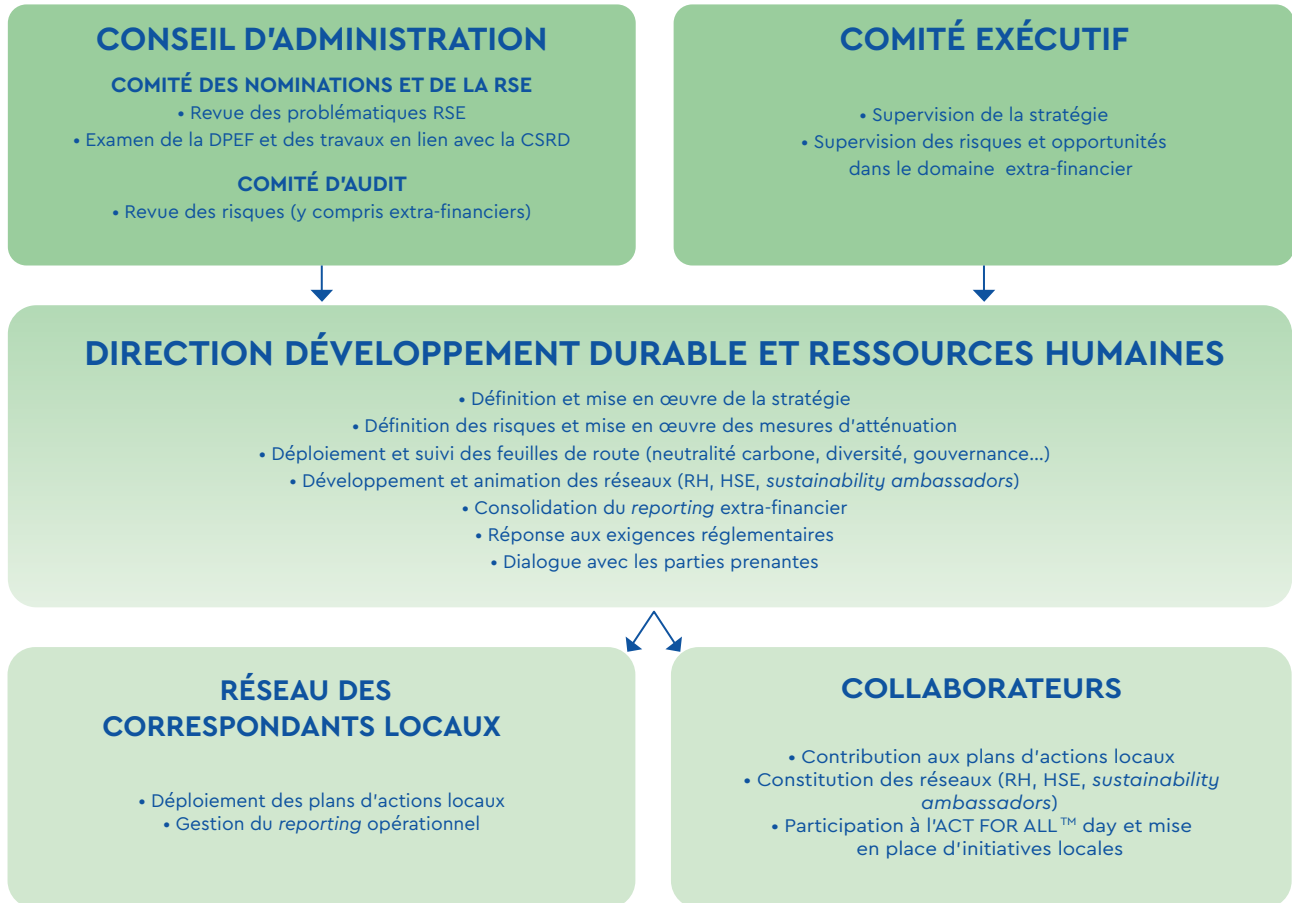 CONSEIL D'ADMINISTRATION
COMITÉ DES NOMINATIONS ET DE LA RSE
• Revue des problématiques RSE
• Examen de la DPEF et des travaux en lien avec la CSRD
COMITÉ D'AUDIT
• Revue des risques (y compris extra-financiers)
COMITÉ EXÉCUTIF
• Supervision de la stratégie
• Supervision des risques et opportunités
dans le domaine extra-financier
DIRECTION DÉVELOPPEMENT DURABLE ET RESSOURCES HUMAINES
• Définition et mise en œuvre de la stratégie
• Définition des risques et mise en œuvre des mesures d'atténuation
• Déploiement et suivi des feuilles de route (neutralité carbone, diversité, gouvernance...)
• Développement et animation des réseaux (RH, HSE, sustainability ambassadors)
• Consolidation du reporting extra-financier
• Réponse aux exigences réglementaires
• Dialogue avec les parties prenantes
RÉSEAU DES
CORRESPONDANTS LOCAUX
• Déploiement des plans d'actions locaux
• Gestion du reporting opérationnel
COLLABORATEURS
• Contribution aux plans d'actions locaux
• Constitution des réseaux (RH, HSE, sustainability
ambassadors)
• Participation à l'ACT FOR ALL™ day et mise
en place d'initiatives locales